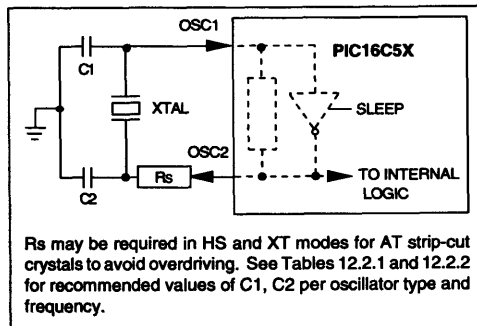 OSC1
PIC16C5X
C1
XTAL
SLEEP
OSC2
Rs
TO INTERNAL
LOGIC
C2
Rs may be required in HS and XT modes for AT strip-cut
crystals to avoid overdriving. See Tables 12.2.1 and 12.2.2
for recommended values of C1, C2 per oscillator type and
frequency.